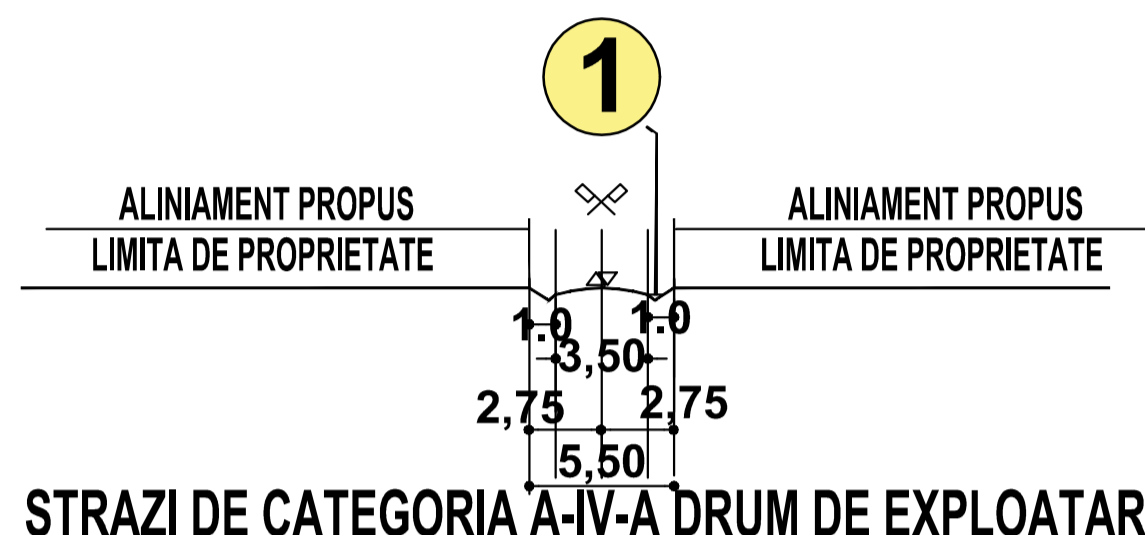 1
ALINIAMENT PROPUS ALINIAMENT PROPUS
LIMITA DE PROPRIETATE LIMITA DE PROPRIETATE
1.0 1.0
3,50
2,75 2,75
5,50
STRAZI DE CATEGORIA A-IV-A DRUM DE EXPLOATAR